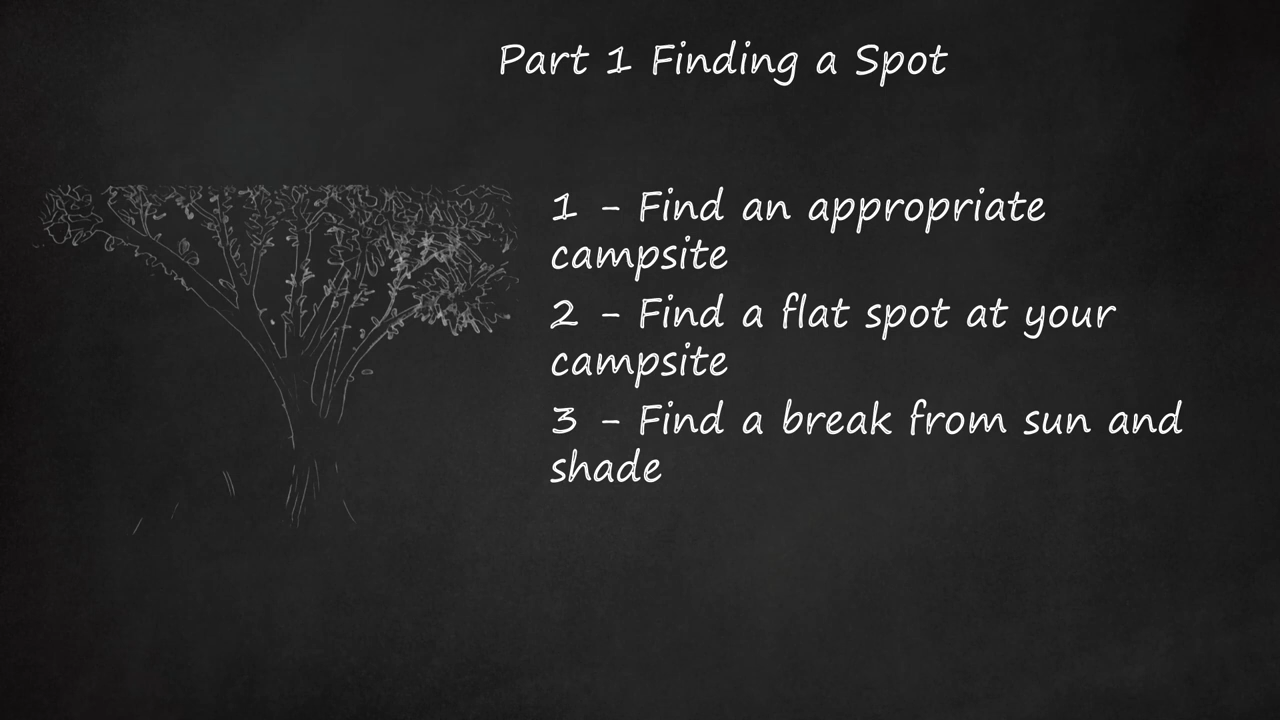 Part 1 Finding a Spot
1 - Find an appropriate
campsite
2 - Find a flat spot at your
campsite
3 - Find a break from sun and
shade